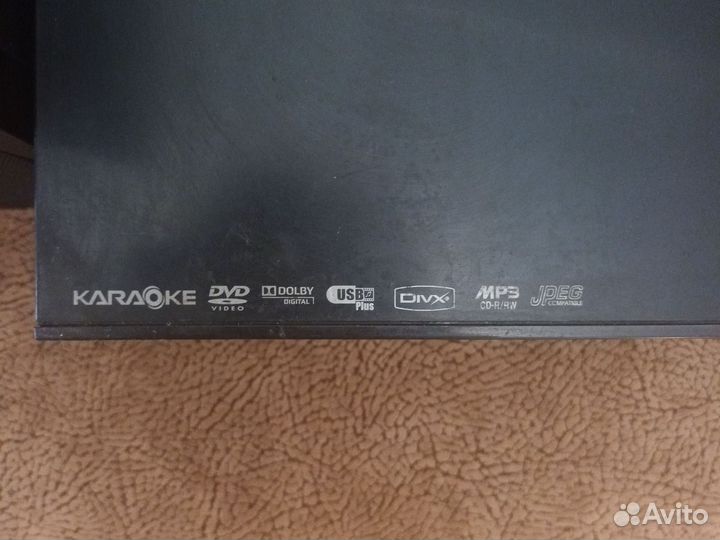 KARAOKE DVD VIDEO DOLBY DIGITAL USB Plus DIVX MP3 CD-R/RW JPEG COMPATIBLE
Avito